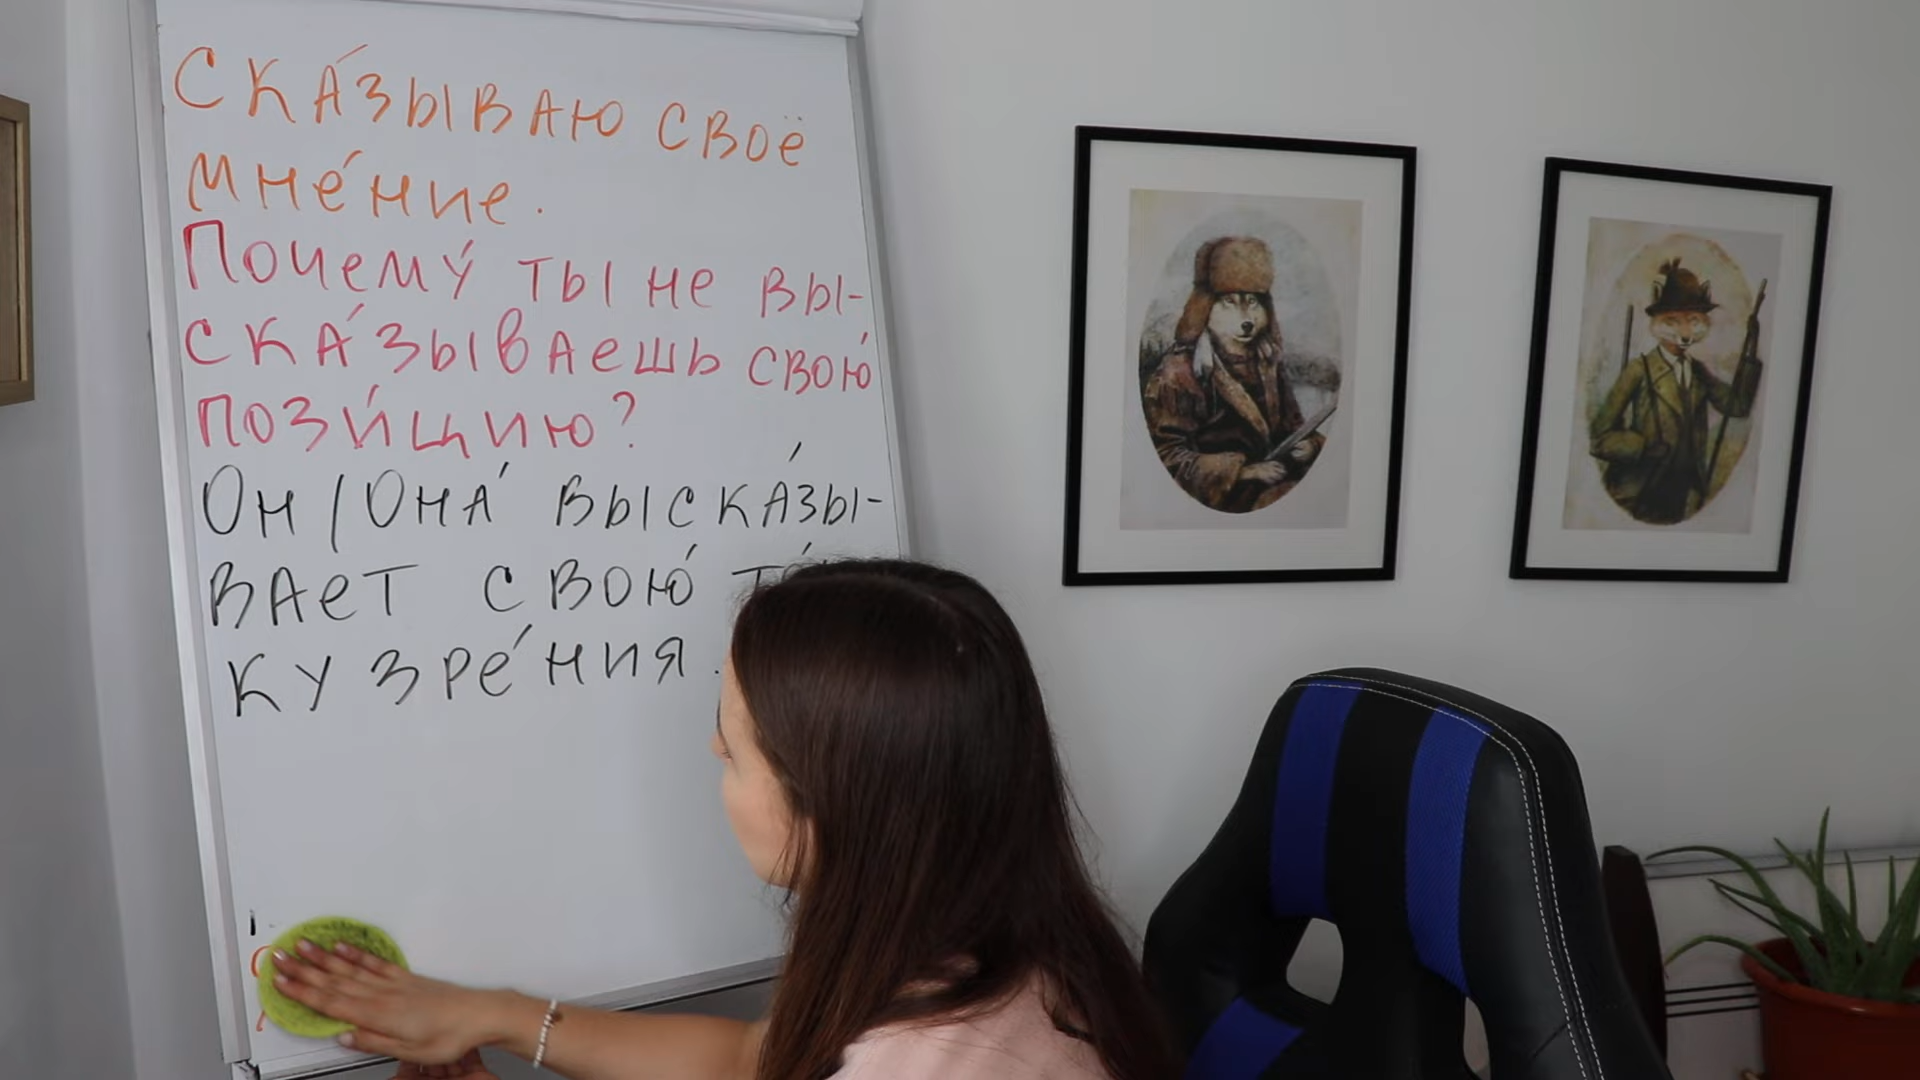 СКА́ЗЫВАЮ СВОЁ
МНЕ́НИЕ.
ПОЧЕМУ́ ТЫ НЕ ВЫ-
СКА́ЗЫВАЕШЬ СВОЮ́
ПОЗИ́ЦИЮ?
ОН/ОНА́ ВЫСКА́ЗЫ-
ВАЕТ СВОЮ́
КУ ЗРЕ́НИЯ.